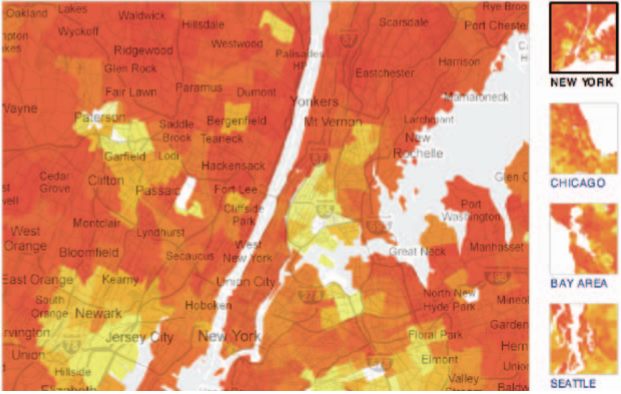 Oakland
Lakes
Waldwick
Hillsdale
Scarsdale
Rye Broo
Port Cheste
Wyckoff
Ridgewood
Westwood
Palisades
Glen Rock
Eastchester
Harrison
NEW YORK
Fair Lawn
Paramus
Dumont
Yonkers
Mamaroneck
Wayne
Paterson
Saddle
Brook
Bergenfield
Teaneck
Mt Vernon
Larchmont
New
Rochelle
Garfield
Lodi
Hackensack
Cedar
Grove
Clifton
Passaic
Fort Lee
Glen C
CHICAGO
Cliffside
Park
Port
Washington
Montclair
Lyndhurst
West
Orange
Bloomfield
Secaucus
West
New York
Great Neck
Manhasset
East Orange
Kearny
Union City
BAY AREA
South
Orange
Newark
Hoboken
North New
Hyde Park
Mineol
Irvington
Jersey City
New York
Floral Park
Garden
Hem
Union
Elmont
Union
Hillside
Valley
Elizabeth
Baldw
SEATTLE